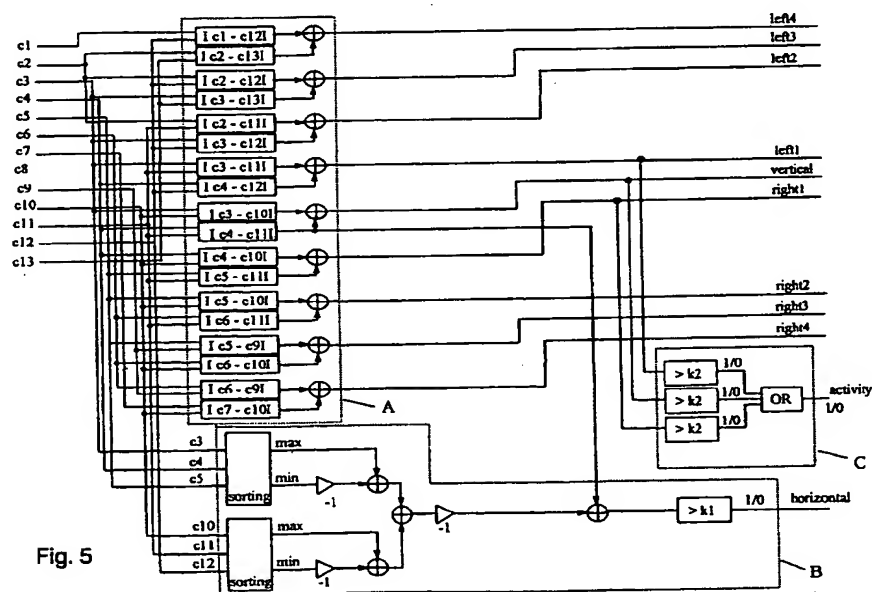 c1
c2
c3
c4
c5
c6
c7
c8
c9
c10
c11
c12
c13
I c1 - c12I
I c2 - c13I
I c2 - c12I
I c3 - c13I
I c2 - c11I
I c3 - c12I
I c3 - c11I
I c4 - c12I
I c3 - c10I
I c4 - c11I
I c4 - c10I
I c5 - c11I
I c5 - c10I
I c6 - c11I
I c5 - c9I
I c6 - c10I
I c6 - c9I
I c7 - c10I
A
left4
left3
left2
left1
vertical
right1
right2
right3
right4
> k2 1/0
> k2 1/0
> k2 1/0
OR
activity
1/0
C
c3
c4
c5
sorting
max
min
-1
c10
c11
c12
sorting
max
min
-1
-1
> k1
1/0
horizontal
B
Fig. 5